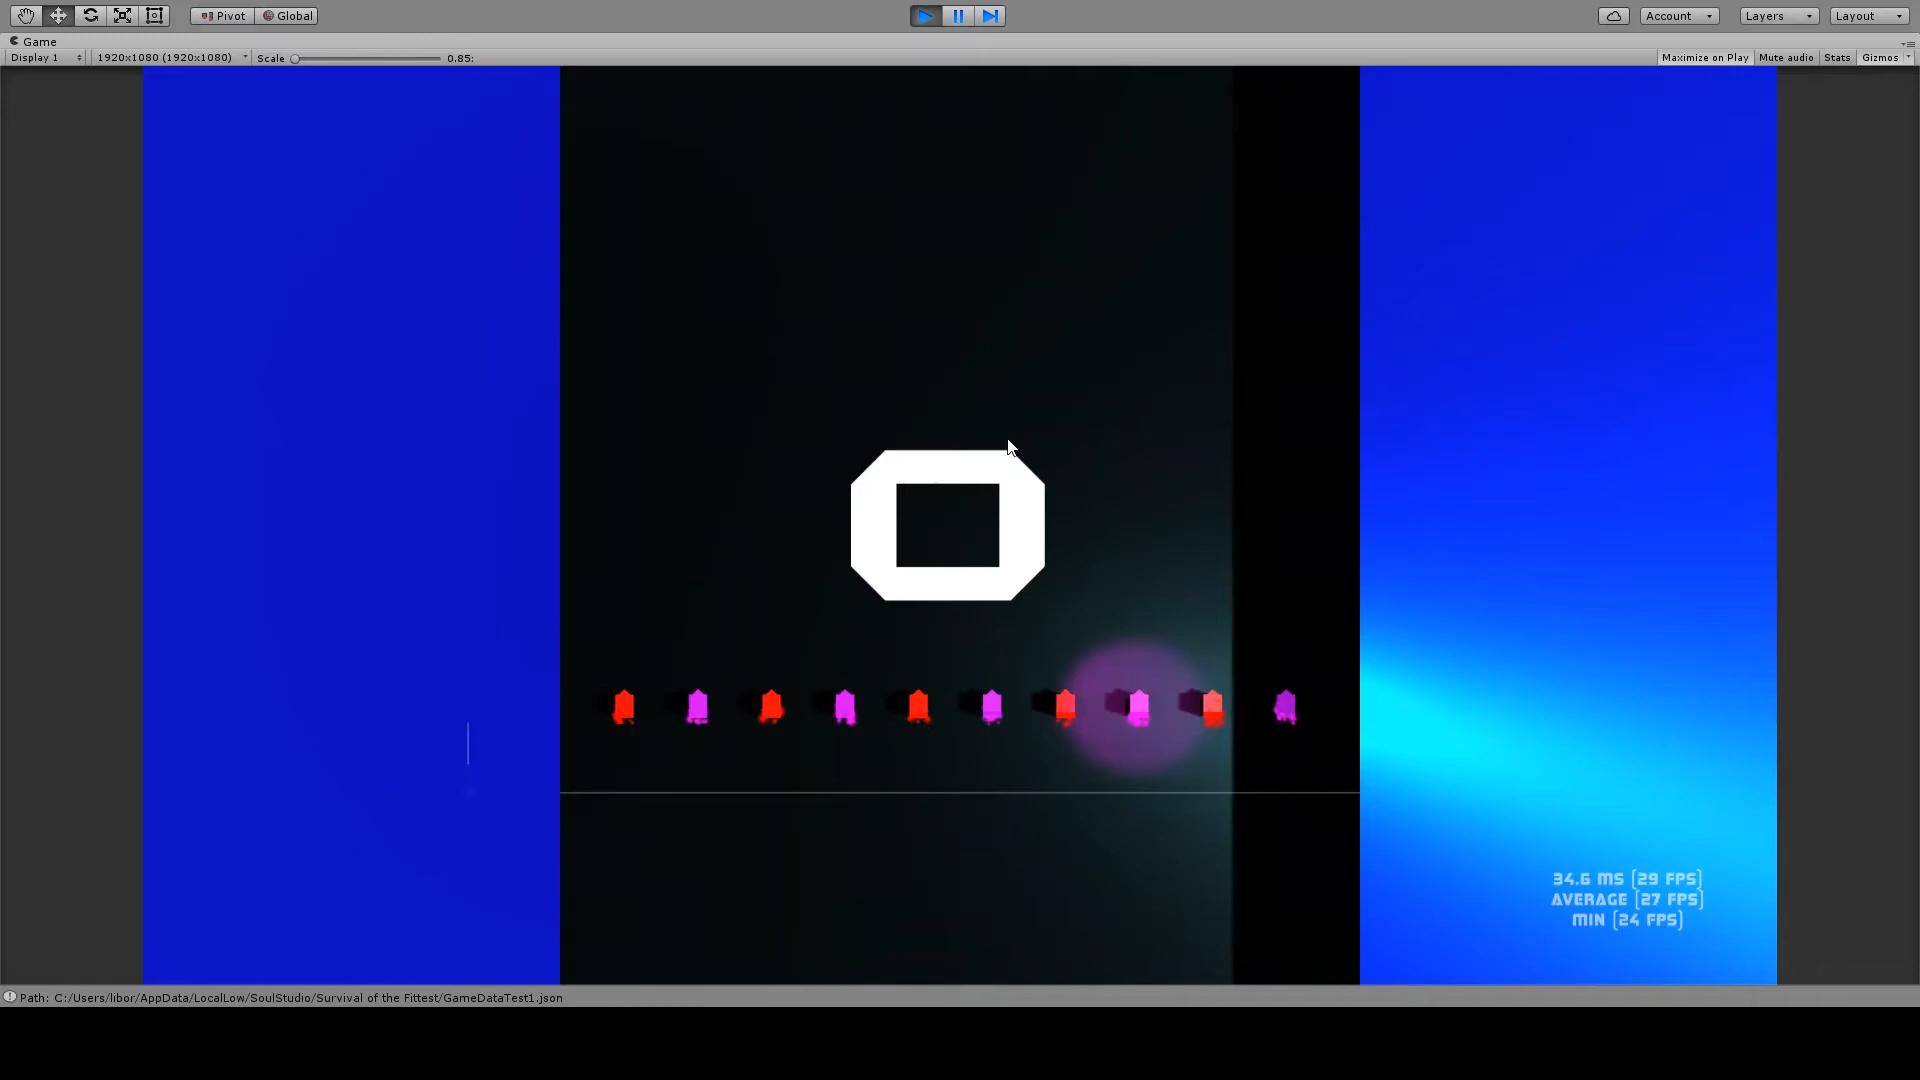 Pivot Global Account Layers Layout
Game
Display 1 1920x1080 (1920x1080) Scale 0.85: Maximize on Play Mute audio Stats Gizmos
0
34.6 MS (29 FPS)
AVERAGE (27 FPS)
MIN (24 FPS)
Path: C:/Users/libor/AppData/LocalLow/SoulStudio/Survival of the Fittest/GameDataTest1.json